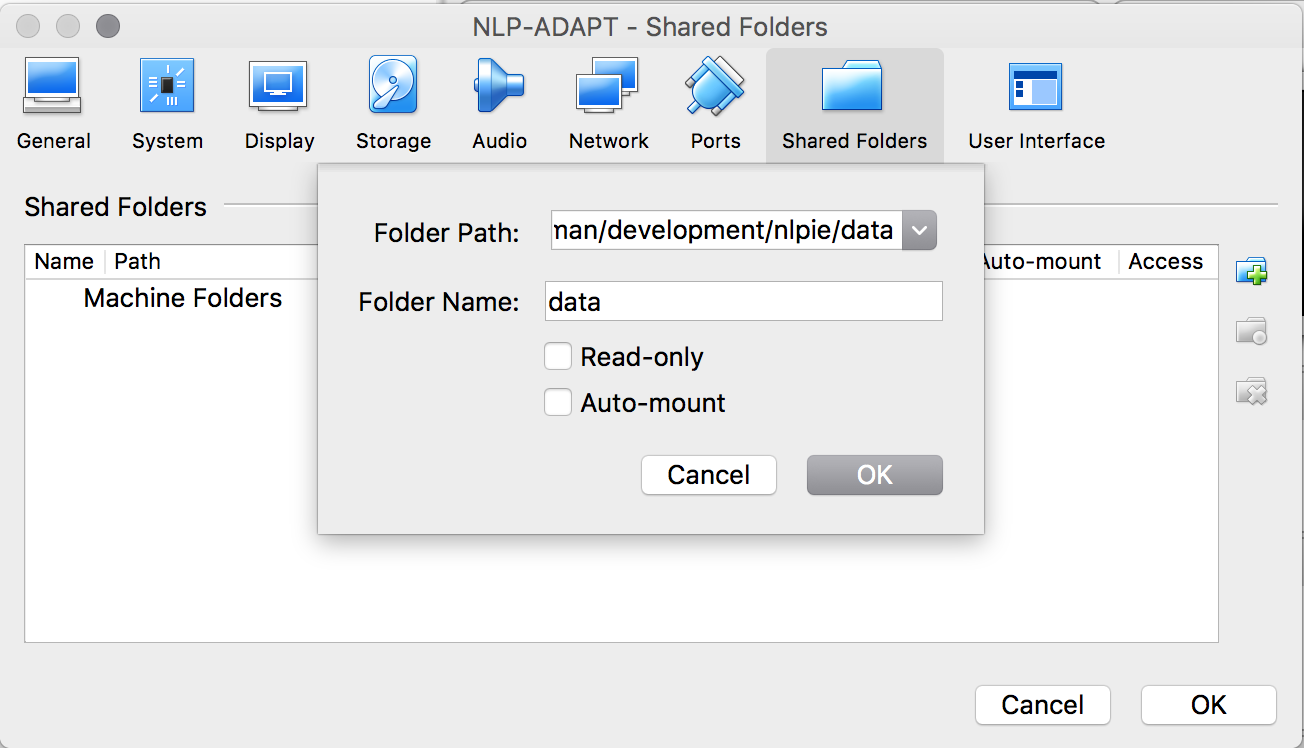 NLP-ADAPT - Shared Folders
General System Display Storage Audio Network Ports Shared Folders User Interface
Shared Folders
Folder Path: man/development/nlpie/data
Name Path Auto-mount Access
Machine Folders
Folder Name: data
Read-only
Auto-mount
Cancel OK
Cancel OK